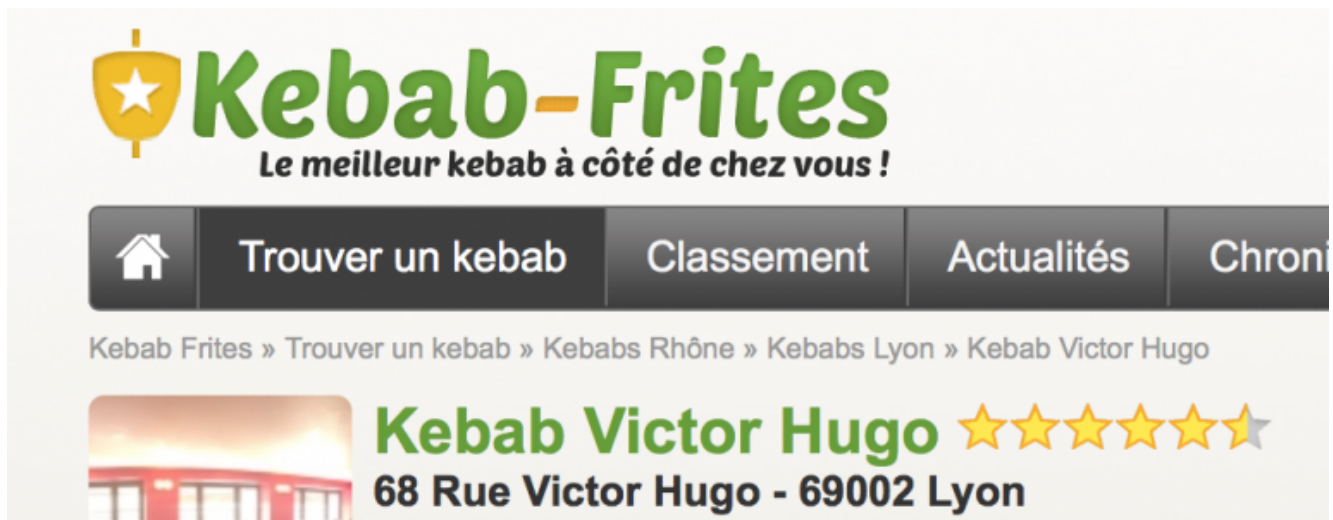 Kebab-Frites
Le meilleur kebab à côté de chez vous !
Trouver un kebab Classement Actualités Chroni
Kebab Frites » Trouver un kebab » Kebabs Rhône » Kebabs Lyon » Kebab Victor Hugo
Kebab Victor Hugo
68 Rue Victor Hugo - 69002 Lyon